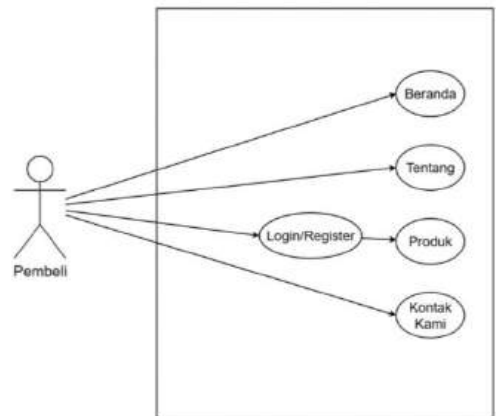 Beranda
Tentang
Login/Register
Produk
Pembeli
Kontak
Kami